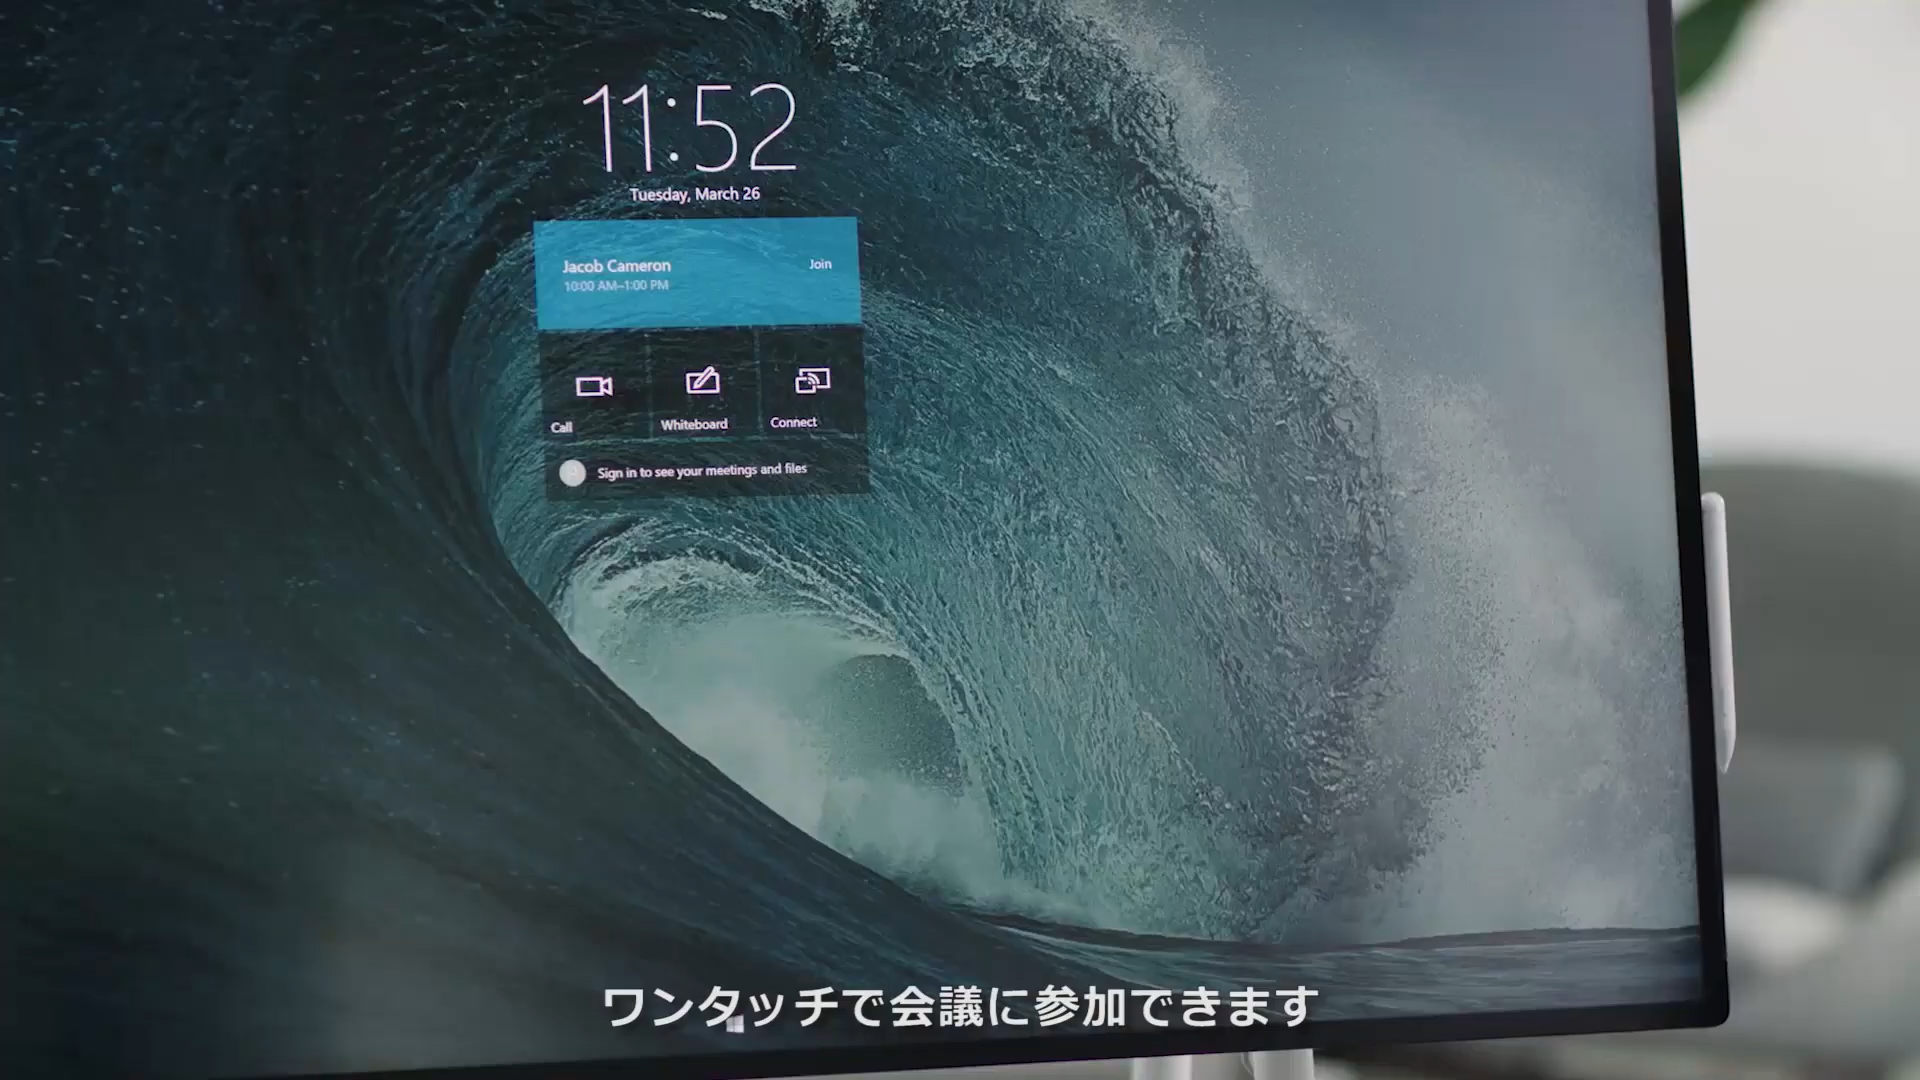 11:52
Tuesday, March 26
Jacob Cameron
Join
10:00 AM–1:00 PM
Call
Whiteboard
Connect
Sign in to see your meetings and files
ワンタッチで会議に参加できます